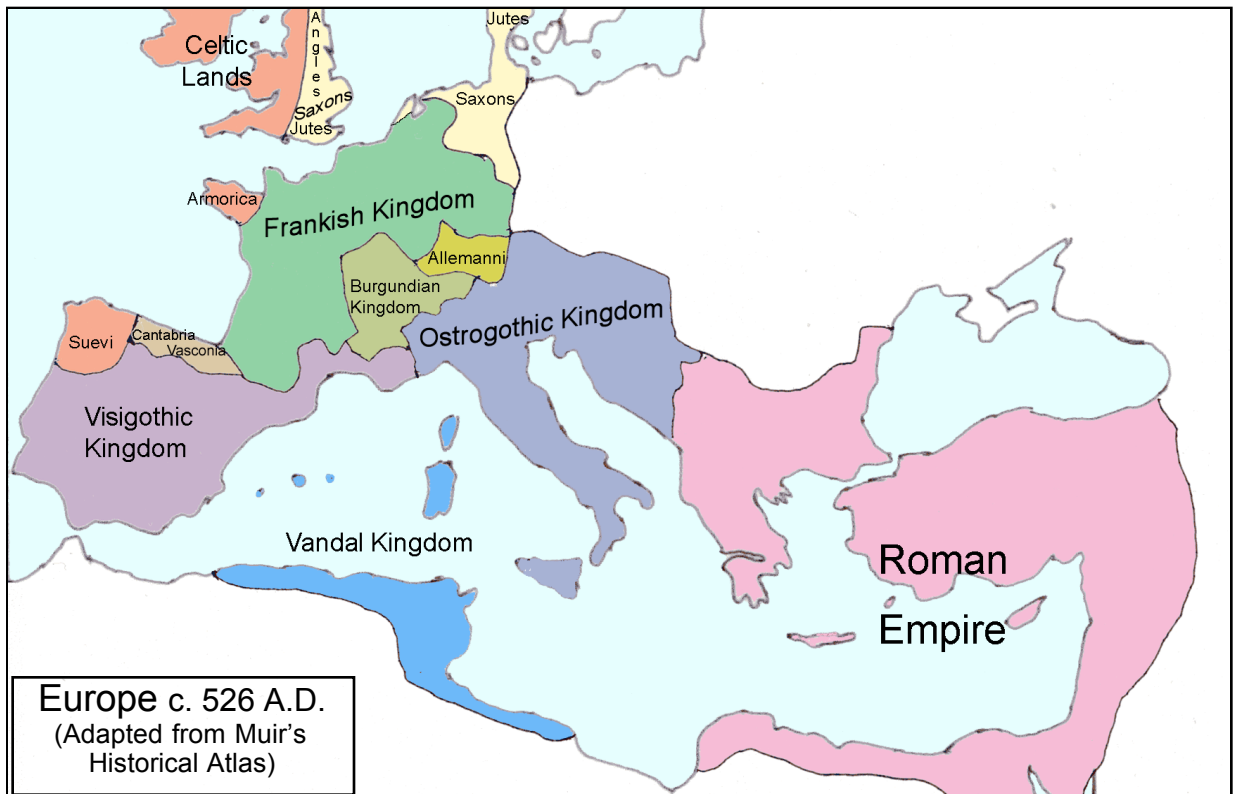 Celtic
Lands
Angles
Saxons
Jutes
Jutes
Saxons
Armorica
Frankish Kingdom
Allemanni
Burgundian
Kingdom
Ostrogothic Kingdom
Suevi
Cantabria
Vasconia
Visigothic
Kingdom
Vandal Kingdom
Roman
Empire
Europe c. 526 A.D.
(Adapted from Muir's
Historical Atlas)